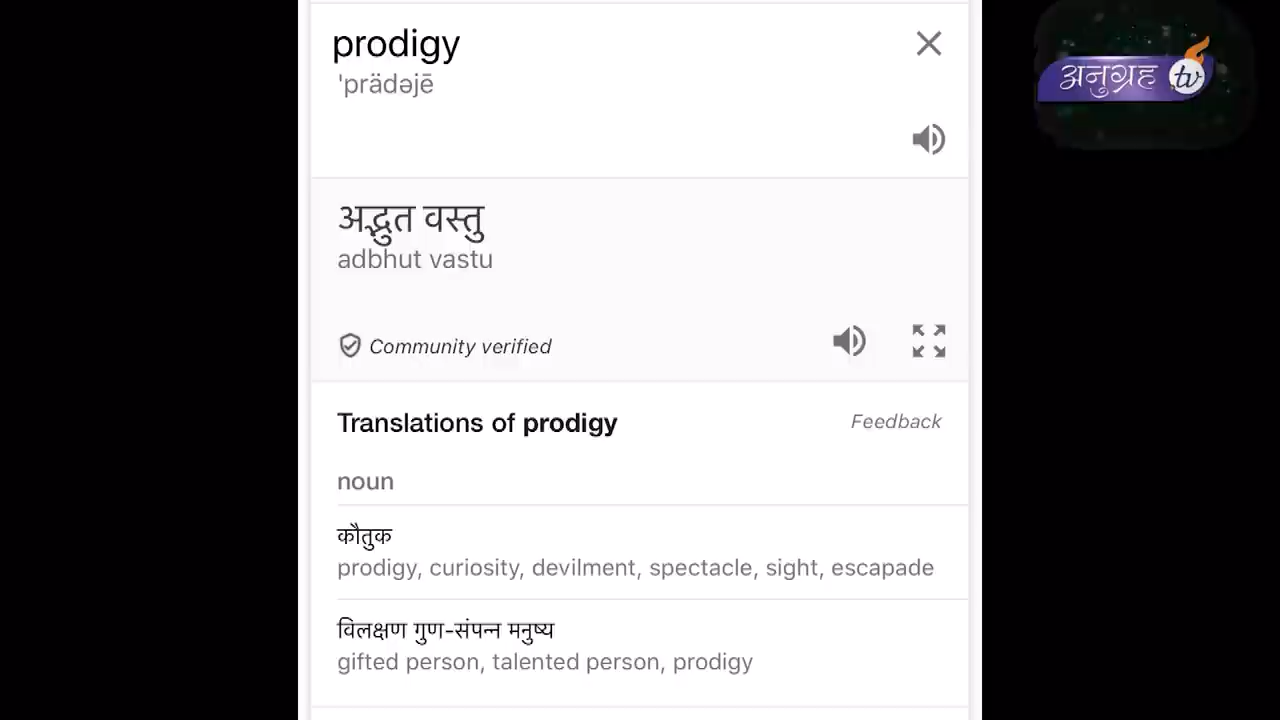 prodigy
ˈprädəjē
अनुग्रह tv
अद्भुत वस्तु
adbhut vastu
Community verified
Translations of prodigy
Feedback
noun
कौतुक
prodigy, curiosity, devilment, spectacle, sight, escapade
विलक्षण गुण-संपन्न मनुष्य
gifted person, talented person, prodigy